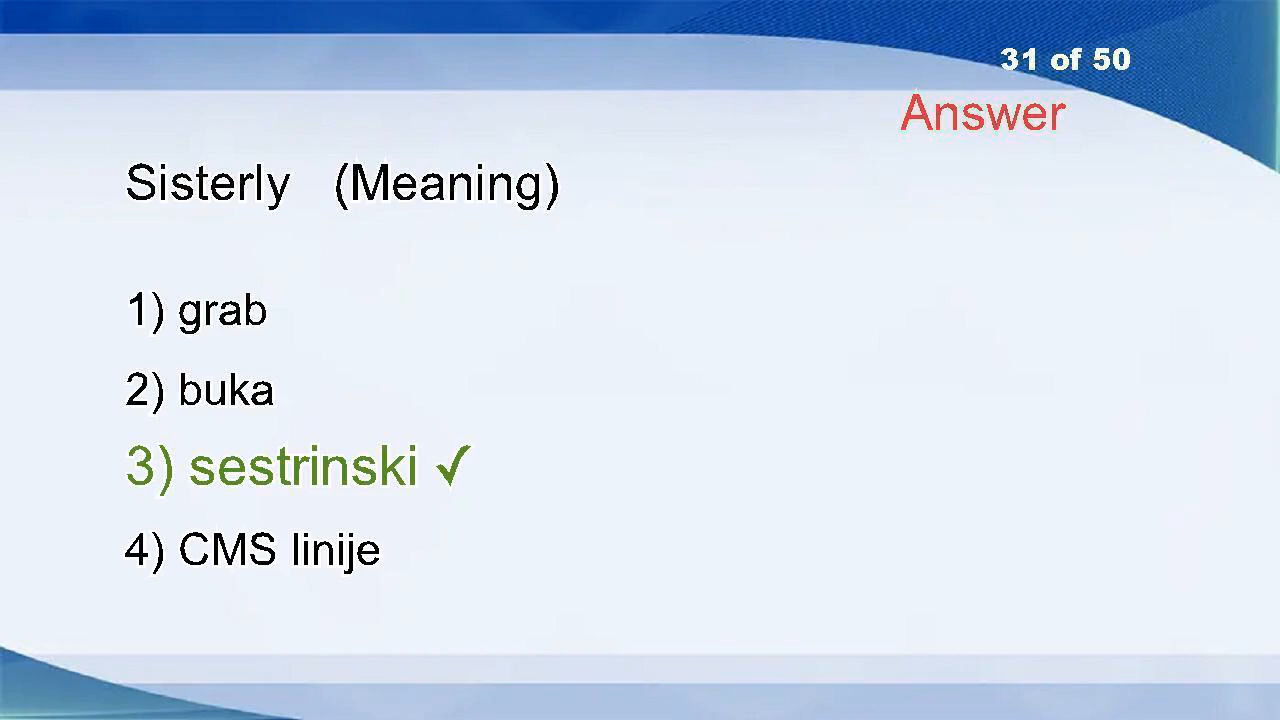 31 of 50
Answer
Sisterly (Meaning)
1) grab
2) buka
3) sestrinski ✓
4) CMS linije